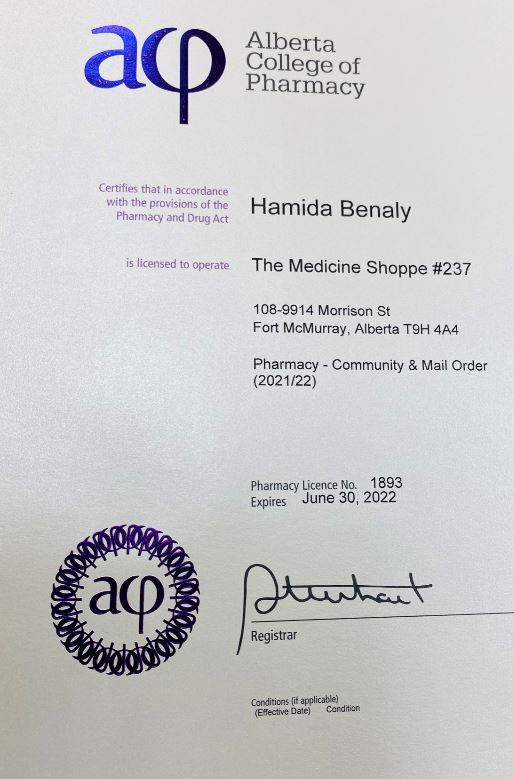 acp
Alberta
College of
Pharmacy
Certifies that in accordance
with the provisions of the
Pharmacy and Drug Act
Hamida Benaly
is licensed to operate
The Medicine Shoppe #237
108-9914 Morrison St
Fort McMurray, Alberta T9H 4A4
Pharmacy - Community & Mail Order
(2021/22)
Pharmacy Licence No. 1893
Expires June 30, 2022
acp
Registrar
Conditions (if applicable)
(Effective Date) Condition